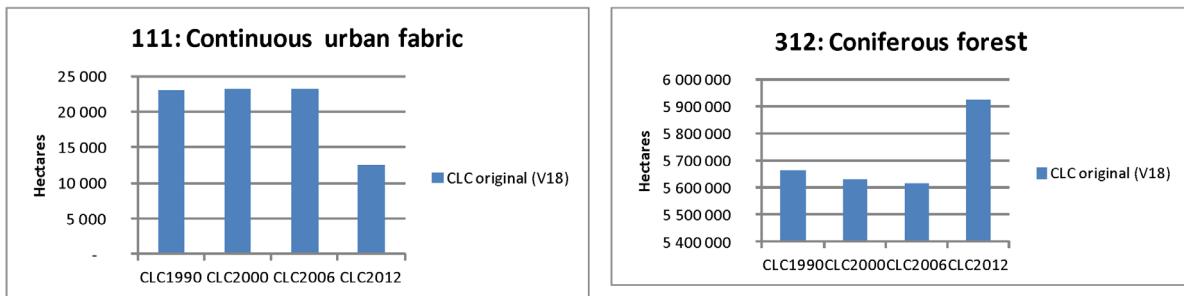 111: Continuous urban fabric
25 000
20 000
15 000
10 000
5 000
-
Hectares
CLC1990 CLC2000 CLC2006 CLC2012
CLC original (V18)
312: Coniferous forest
6 000 000
5 900 000
5 800 000
5 700 000
5 600 000
5 500 000
5 400 000
Hectares
CLC1990CLC2000CLC2006CLC2012
CLC original (V18)